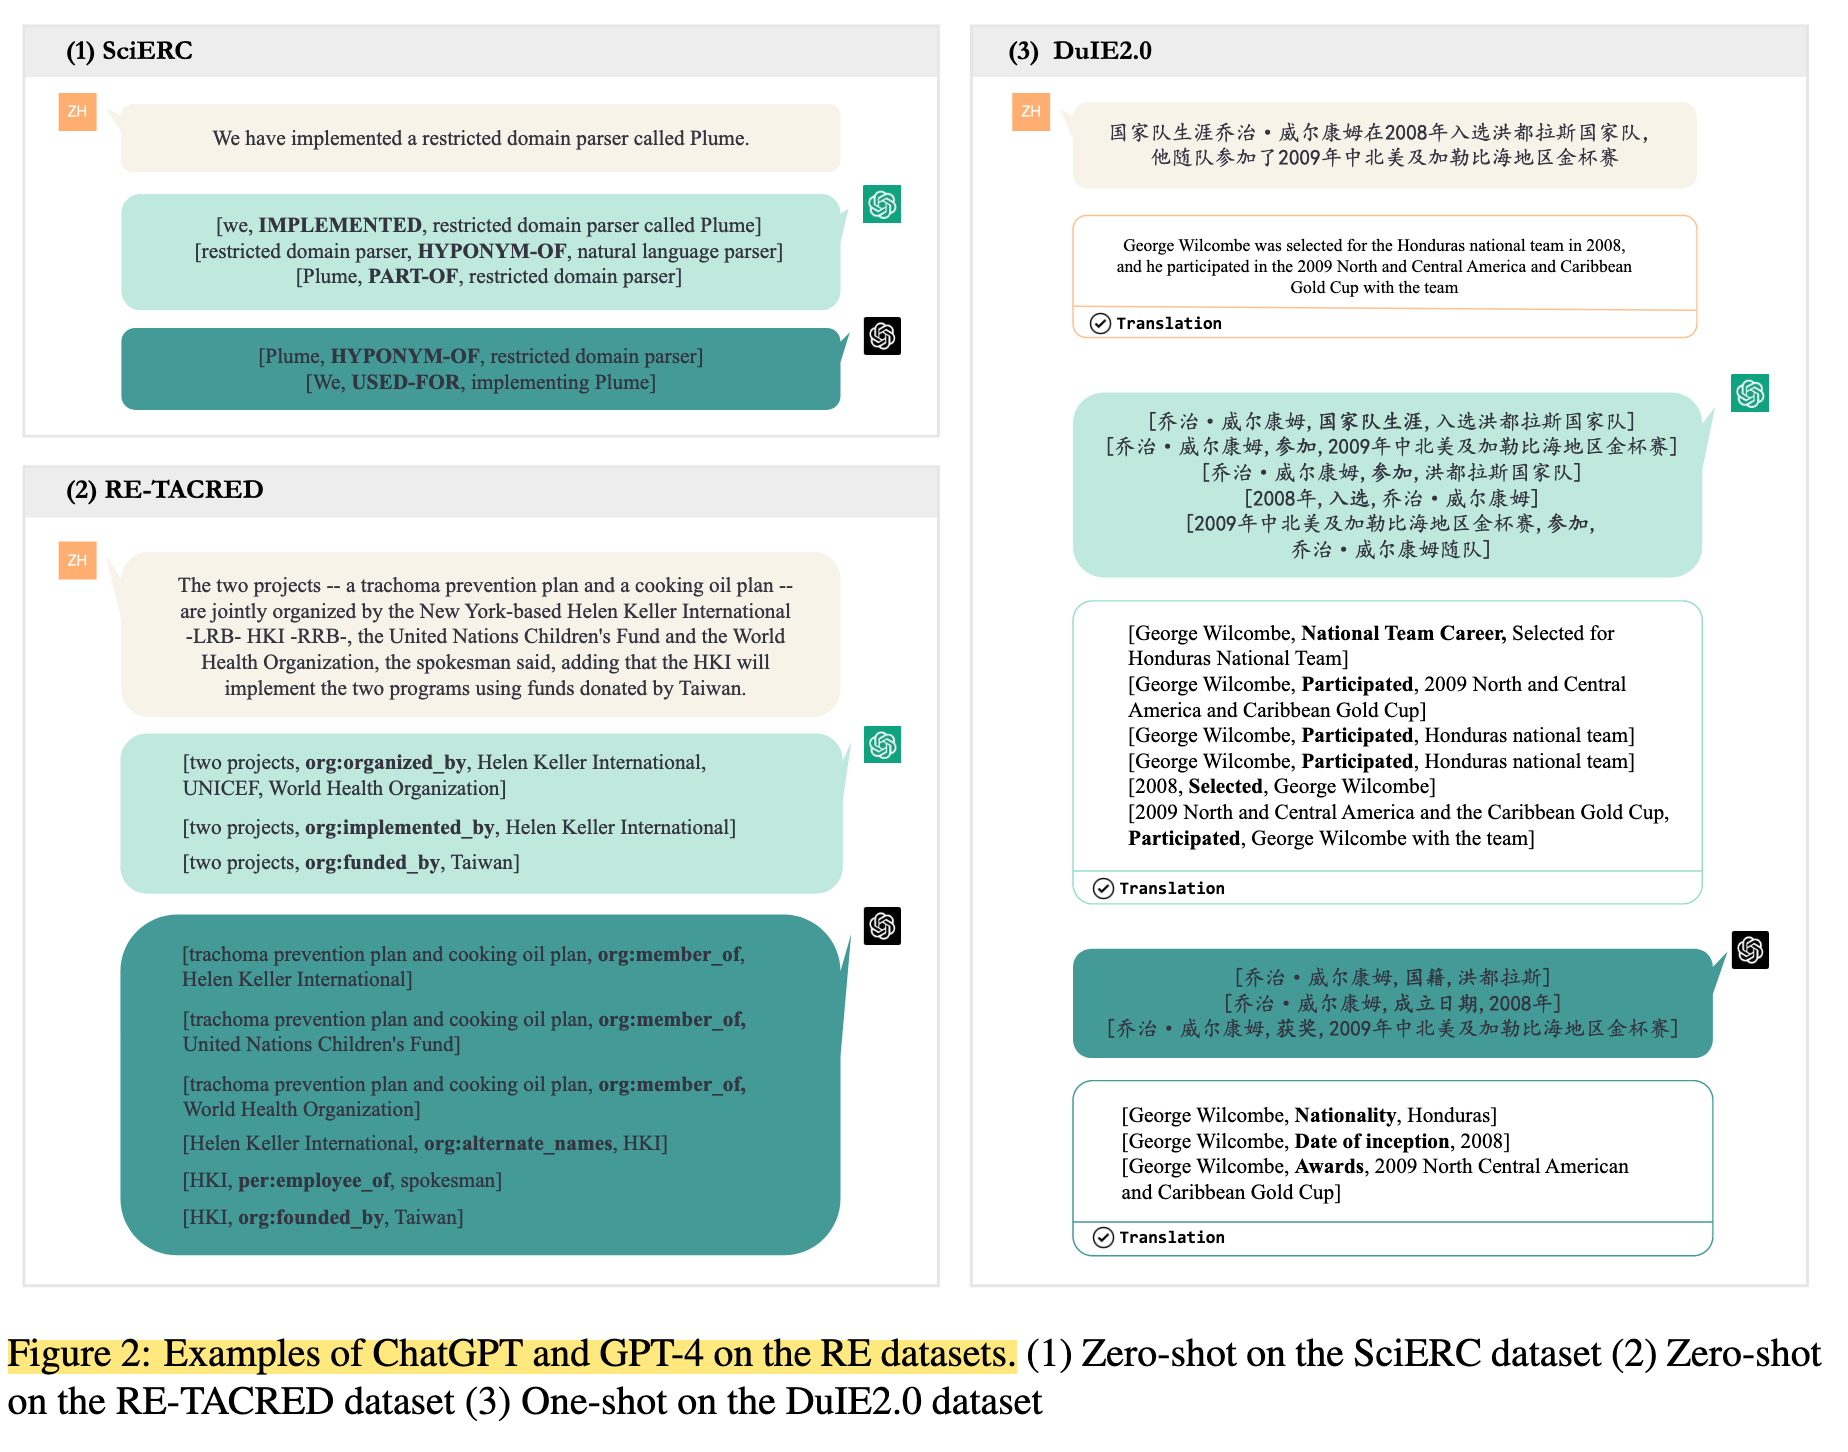 (1) SciERC
ZH
We have implemented a restricted domain parser called Plume.
[we, IMPLEMENTED, restricted domain parser called Plume]
[restricted domain parser, HYPONYM-OF, natural language parser]
[Plume, PART-OF, restricted domain parser]
[Plume, HYPONYM-OF, restricted domain parser]
[We, USED-FOR, implementing Plume]
(2) RE-TACRED
ZH
The two projects -- a trachoma prevention plan and a cooking oil plan --
are jointly organized by the New York-based Helen Keller International
-LRB- HKI -RRB-, the United Nations Children's Fund and the World
Health Organization, the spokesman said, adding that the HKI will
implement the two programs using funds donated by Taiwan.
[two projects, org:organized_by, Helen Keller International,
UNICEF, World Health Organization]
[two projects, org:implemented_by, Helen Keller International]
[two projects, org:funded_by, Taiwan]
[trachoma prevention plan and cooking oil plan, org:member_of,
Helen Keller International]
[trachoma prevention plan and cooking oil plan, org:member_of,
United Nations Children's Fund]
[trachoma prevention plan and cooking oil plan, org:member_of,
World Health Organization]
[Helen Keller International, org:alternate_names, HKI]
[HKI, per:employee_of, spokesman]
[HKI, org:founded_by, Taiwan]
(3) DuIE2.0
ZH
国家队生涯乔治·威尔康姆在2008年入选洪都拉斯国家队,
他随队参加了2009年中北美及加勒比海地区金杯赛
George Wilcombe was selected for the Honduras national team in 2008,
and he participated in the 2009 North and Central America and Caribbean
Gold Cup with the team
Translation
[乔治·威尔康姆, 国家队生涯, 入选洪都拉斯国家队]
[乔治·威尔康姆, 参加, 2009年中北美及加勒比海地区金杯赛]
[乔治·威尔康姆, 参加, 洪都拉斯国家队]
[2008年, 入选, 乔治·威尔康姆]
[2009年中北美及加勒比海地区金杯赛, 参加,
乔治·威尔康姆随队]
[George Wilcombe, National Team Career, Selected for
Honduras National Team]
[George Wilcombe, Participated, 2009 North and Central
America and Caribbean Gold Cup]
[George Wilcombe, Participated, Honduras national team]
[George Wilcombe, Participated, Honduras national team]
[2008, Selected, George Wilcombe]
[2009 North and Central America and the Caribbean Gold Cup,
Participated, George Wilcombe with the team]
Translation
[乔治·威尔康姆, 国籍, 洪都拉斯]
[乔治·威尔康姆, 成立日期, 2008年]
[乔治·威尔康姆, 获奖, 2009年中北美及加勒比海地区金杯赛]
[George Wilcombe, Nationality, Honduras]
[George Wilcombe, Date of inception, 2008]
[George Wilcombe, Awards, 2009 North Central American
and Caribbean Gold Cup]
Translation
Figure 2: Examples of ChatGPT and GPT-4 on the RE datasets. (1) Zero-shot on the SciERC dataset (2) Zero-shot
on the RE-TACRED dataset (3) One-shot on the DuIE2.0 dataset